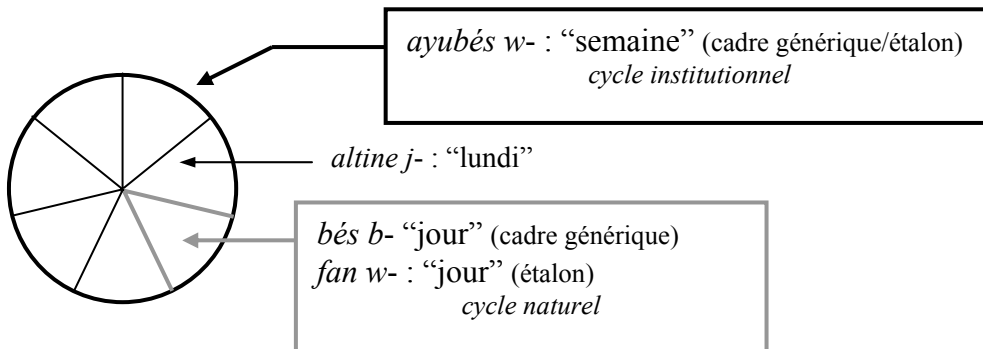 ayubés w- : “semaine” (cadre générique/étalon)
cycle institutionnel
altine j- : “lundi”
bés b- “jour” (cadre générique)
fan w- : “jour” (étalon)
cycle naturel